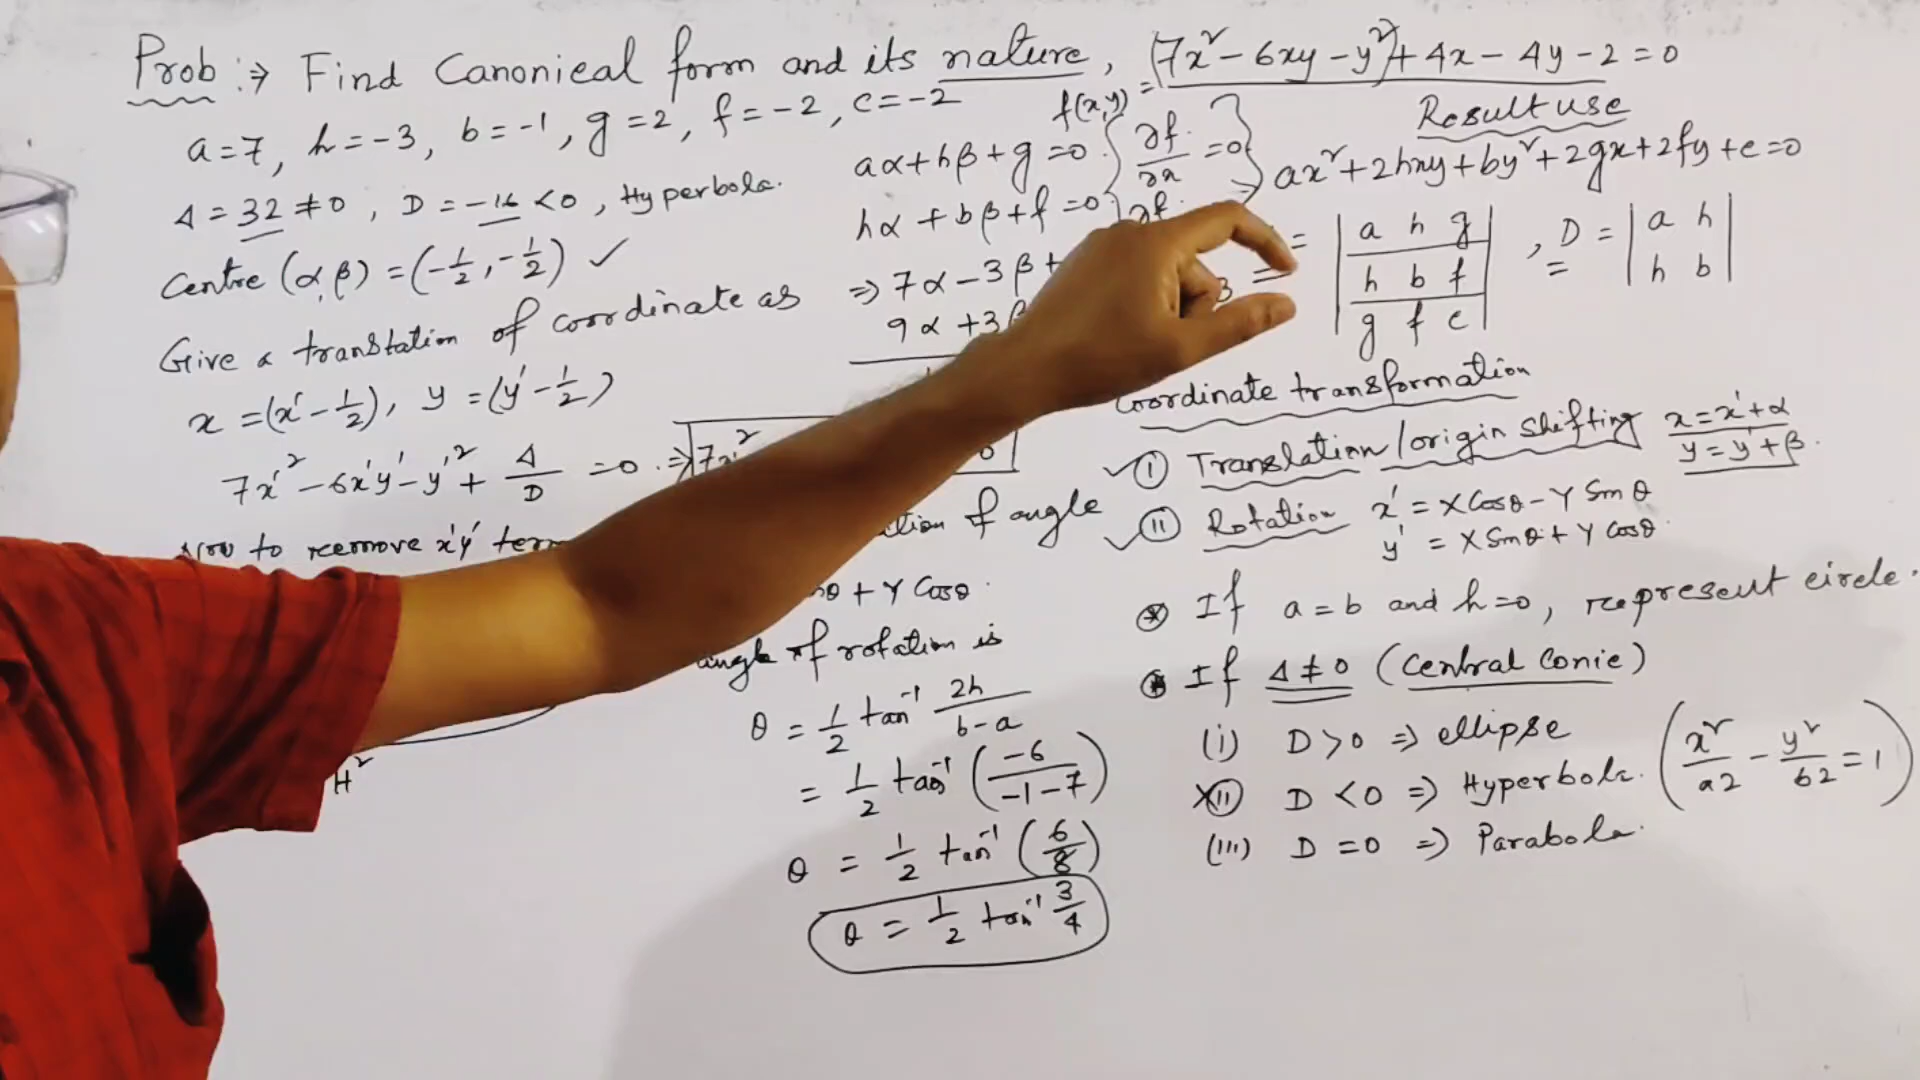 Prob :⇒ Find Canonical form and its nature, (7x² - 6xy - y²) + 4x - 4y - 2 = 0
a=7, h=-3, b=-1, g=2, f=-2, c=-2
Δ = 32 ≠ 0, D = -16 < 0, Hyperbola.
Centre (α,β) = (-1/2, -1/2) ✓
Give a translation of coordinate as
x = (x' - 1/2), y = (y' - 1/2)
7x'² - 6x'y' - y'² + Δ/D = 0 ⇒ 7x'²
Now to remove x'y' term
H²
f(x,y) =
aα + hβ + g = 0
hα + bβ + f = 0
∂f/∂x = 0
∂f
⇒ 7α - 3β +
9α + 3β
0
of angle
+ Y Cosθ
angle of rotation is
θ = 1/2 tan⁻¹ 2h/(b-a)
= 1/2 tan⁻¹ (-6/(-1-7))
θ = 1/2 tan⁻¹ (6/8)
θ = 1/2 tan⁻¹ 3/4
Result use
⇒ ax² + 2hxy + by² + 2gx + 2fy + c = 0
= | a h g |
| h b f |
| g f c |
, D = | a h |
| h b |
3 =
Coordinate transformation
✓(i) Translation/origin shifting x = x' + α
y = y' + β.
✓(ii) Rotation x' = X Cosθ - Y Sinθ
y' = X Sinθ + Y Cosθ.
If a = b and h = 0, represent circle.
If Δ ≠ 0 (Central Conic)
(i) D > 0 ⇒ ellipse
(ii) D < 0 ⇒ Hyperbola. (x²/a2 - y²/b2 = 1)
(iii) D = 0 ⇒ Parabola.